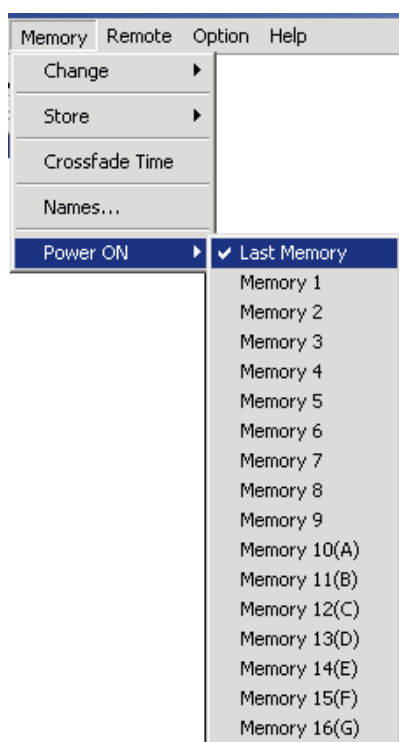 Memory Remote Option Help
Change
Store
Crossfade Time
Names...
Power ON
✔ Last Memory
Memory 1
Memory 2
Memory 3
Memory 4
Memory 5
Memory 6
Memory 7
Memory 8
Memory 9
Memory 10(A)
Memory 11(B)
Memory 12(C)
Memory 13(D)
Memory 14(E)
Memory 15(F)
Memory 16(G)